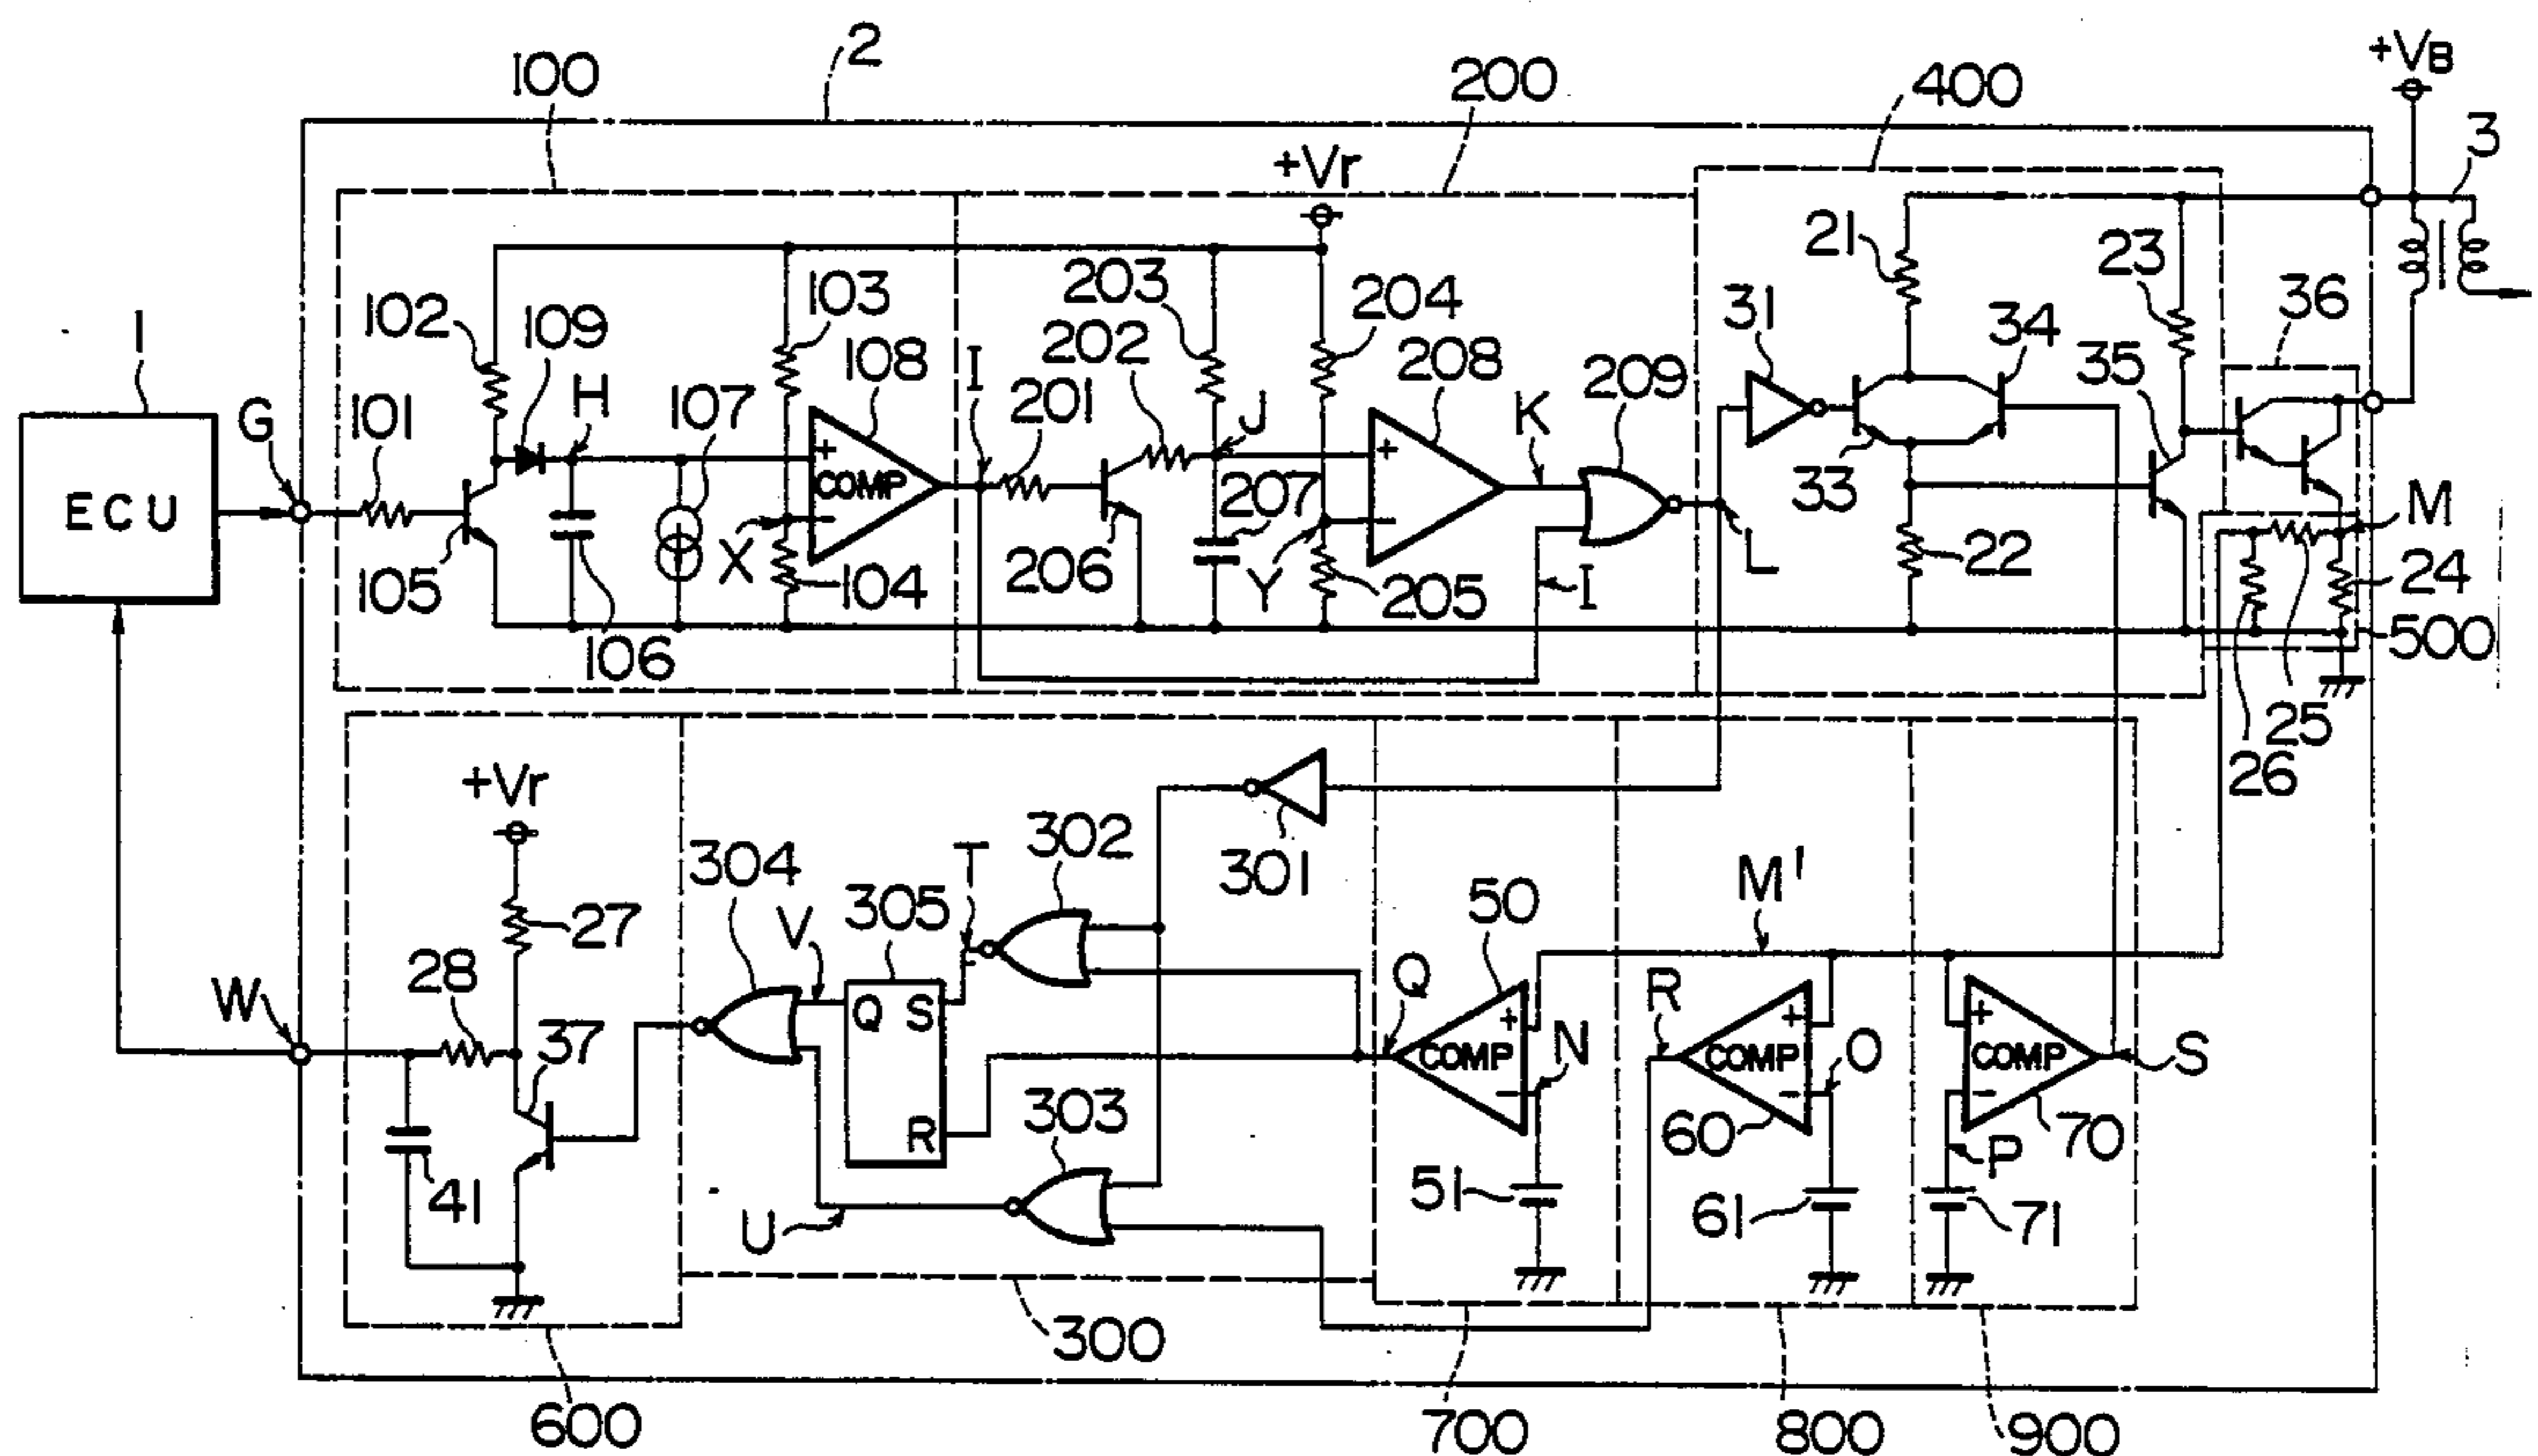 2
100
200
400
+VB
3
+Vr
21
23
36
1
102
109
H
107
103
108
I
203
202
201
204
208
K
209
31
34
35
ECU
G
101
COMP
J
33
M
105
106
X
104
206
207
Y
205
I
L
22
24
500
25
26
+Vr
27
28
37
W
41
600
304
V
305
T
302
301
Q
S
R
303
U
300
50
Q
COMP
N
51
700
M'
R
COMP
60
O
61
800
COMP
70
P
71
S
900
+
−
+
−
+
−
+
−
+
−